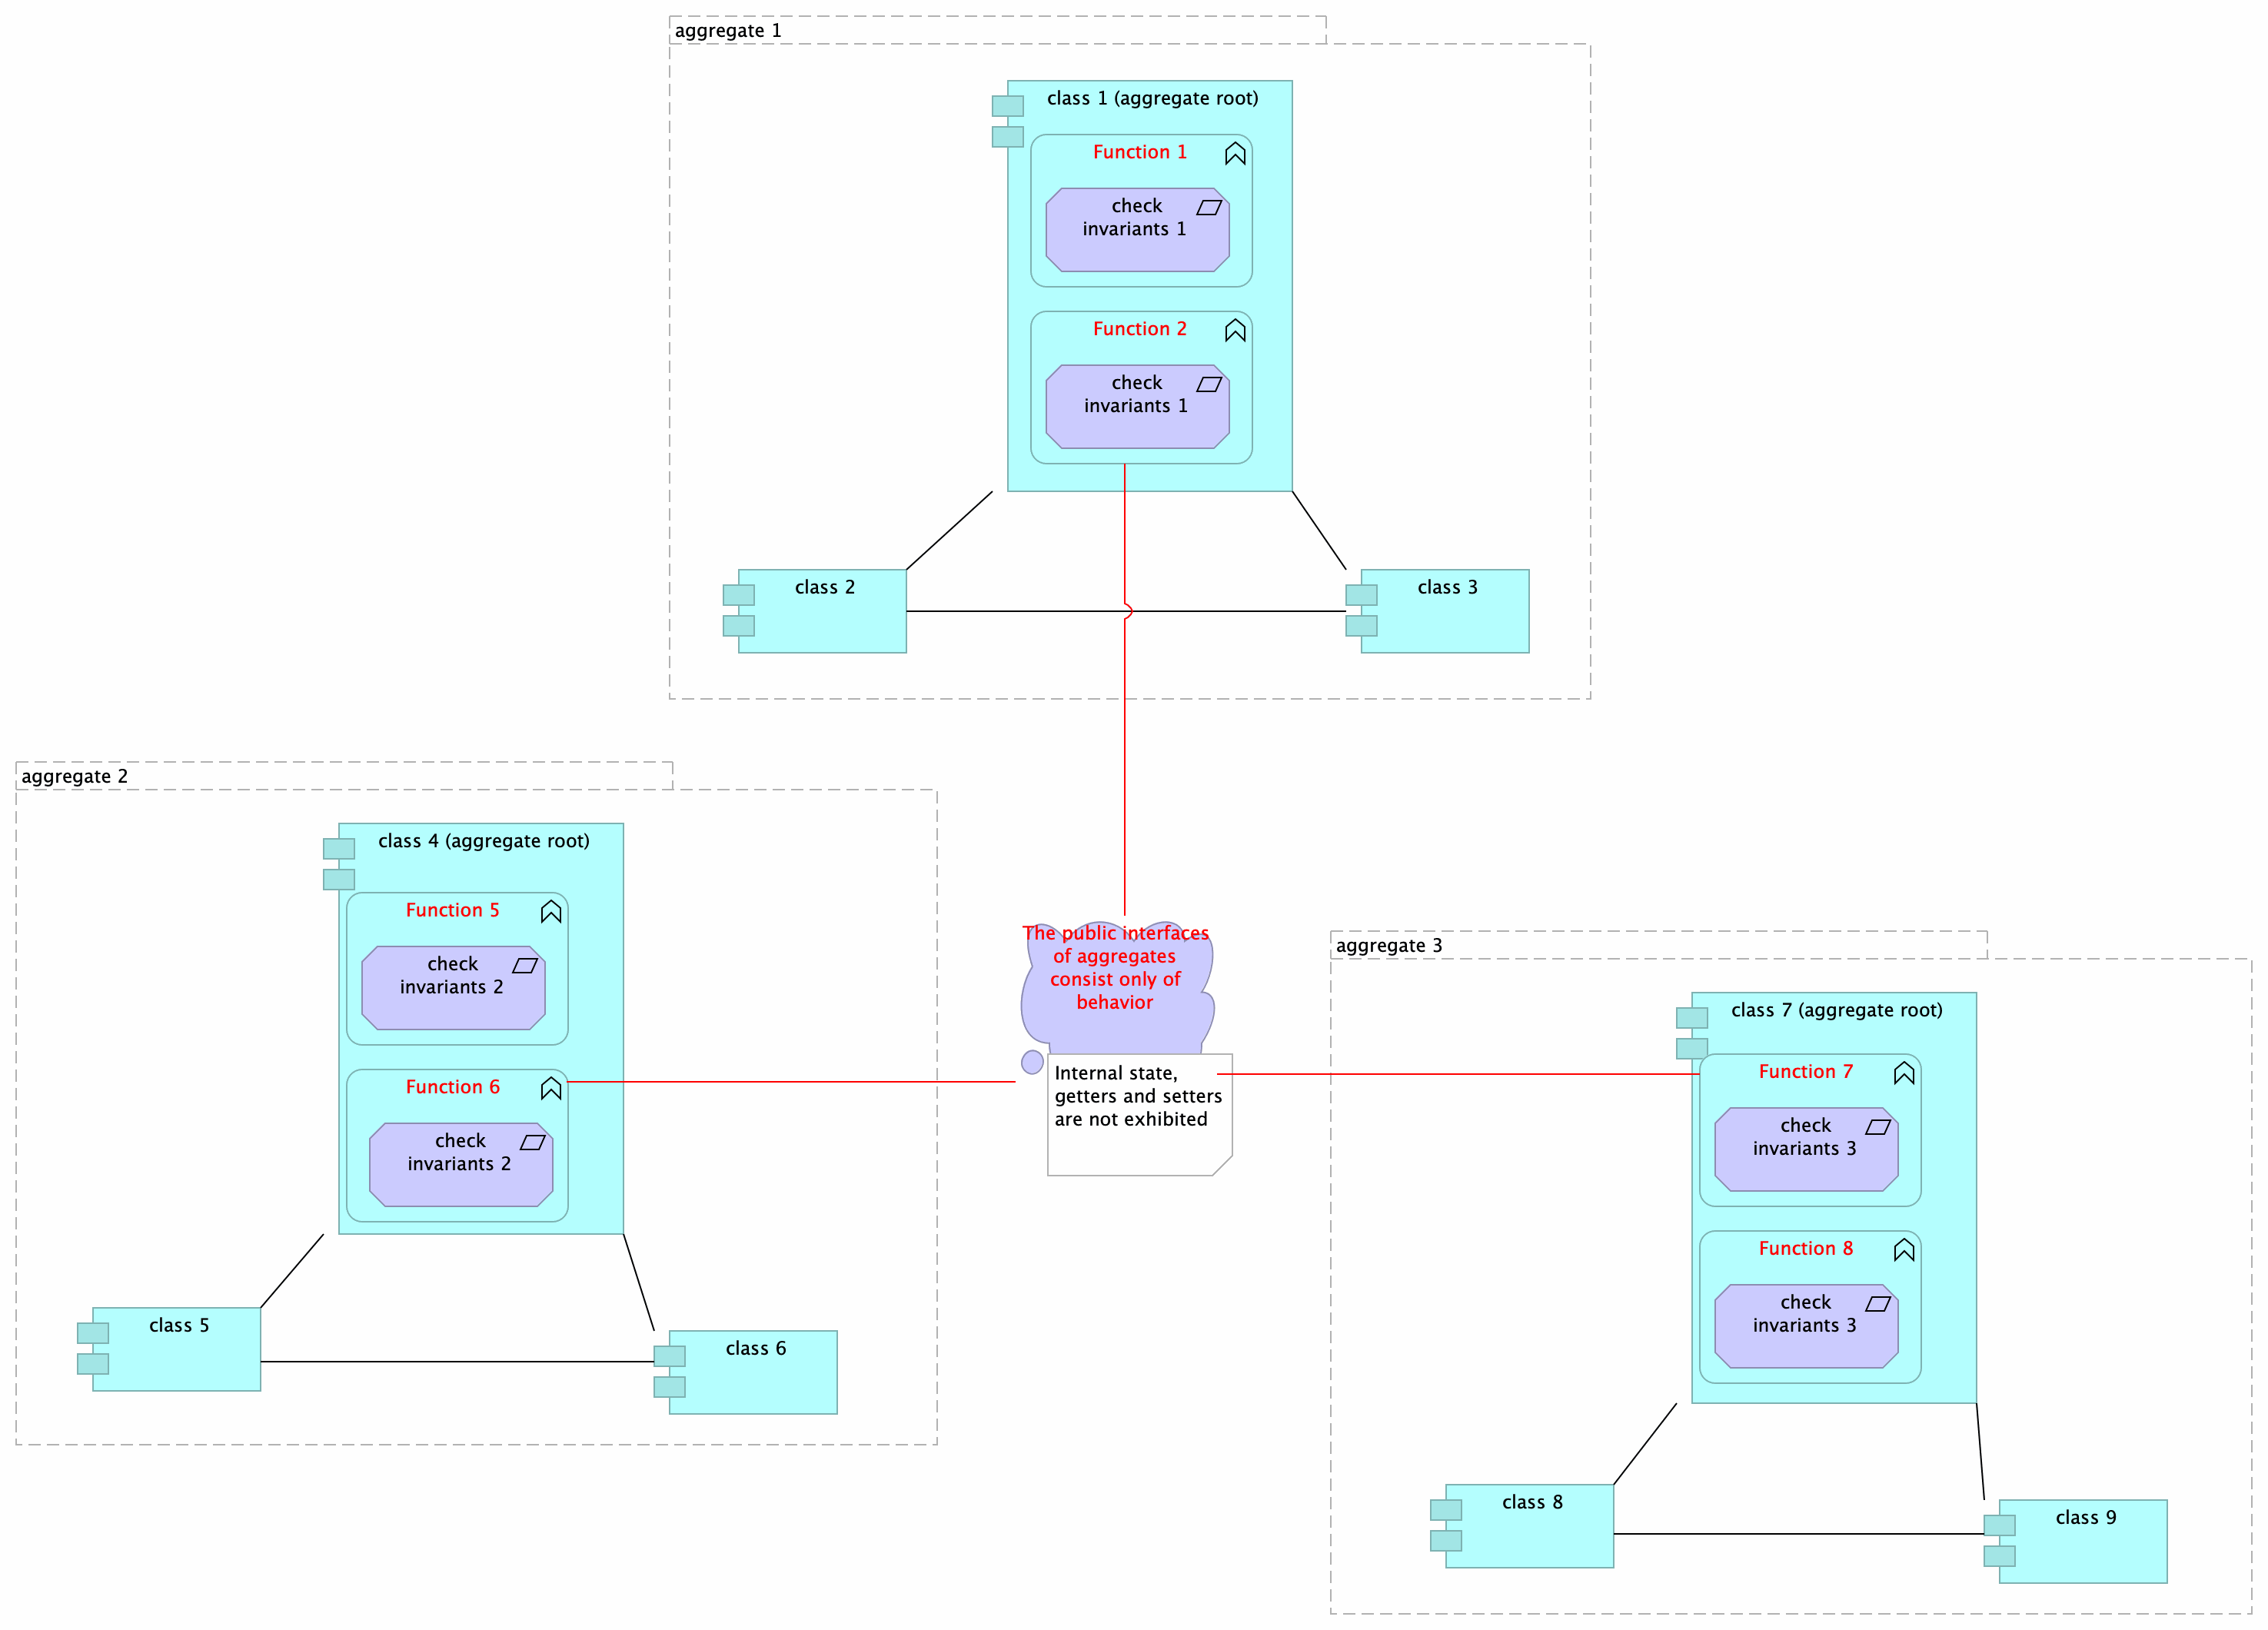 aggregate 1
class 1 (aggregate root)
Function 1
check
invariants 1
Function 2
check
invariants 1
class 2
class 3
aggregate 2
class 4 (aggregate root)
Function 5
check
invariants 2
Function 6
check
invariants 2
class 5
class 6
The public interfaces
of aggregates
consist only of
behavior
Internal state,
getters and setters
are not exhibited
aggregate 3
class 7 (aggregate root)
Function 7
check
invariants 3
Function 8
check
invariants 3
class 8
class 9